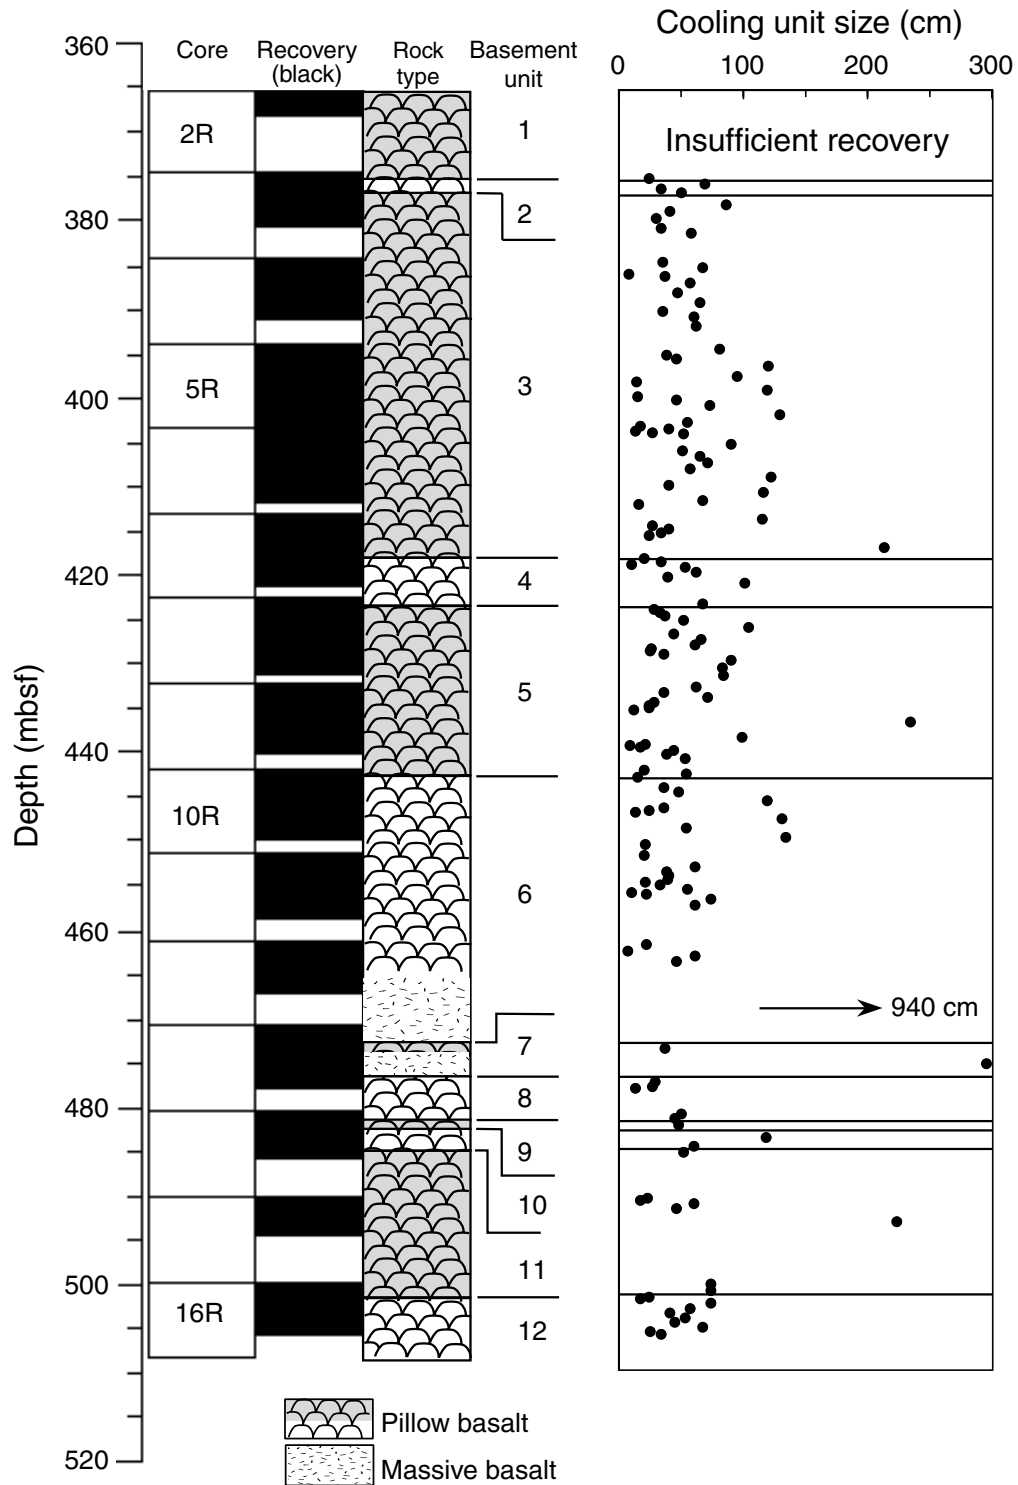 Cooling unit size (cm)
0 100 200 300
Core
Recovery
(black)
Rock
type
Basement
unit
Insufficient recovery
Depth (mbsf)
360
380
400
420
440
460
480
500
520
2R
5R
10R
16R
1
2
3
4
5
6
7
8
9
10
11
12
940 cm
Pillow basalt
Massive basalt